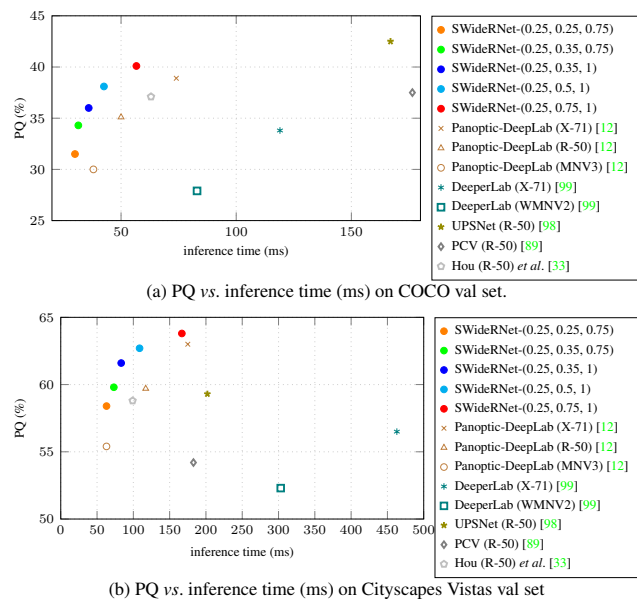 45
40
35
30
25
PQ (%)
50
100
150
inference time (ms)
SWideRNet-(0.25, 0.25, 0.75)
SWideRNet-(0.25, 0.35, 0.75)
SWideRNet-(0.25, 0.35, 1)
SWideRNet-(0.25, 0.5, 1)
SWideRNet-(0.25, 0.75, 1)
Panoptic-DeepLab (X-71) [12]
Panoptic-DeepLab (R-50) [12]
Panoptic-DeepLab (MNV3) [12]
DeeperLab (X-71) [99]
DeeperLab (WMNV2) [99]
UPSNet (R-50) [98]
PCV (R-50) [89]
Hou (R-50) et al. [33]
(a) PQ vs. inference time (ms) on COCO val set.
65
60
55
50
PQ (%)
0 50 100 150 200 250 300 350 400 450 500
inference time (ms)
SWideRNet-(0.25, 0.25, 0.75)
SWideRNet-(0.25, 0.35, 0.75)
SWideRNet-(0.25, 0.35, 1)
SWideRNet-(0.25, 0.5, 1)
SWideRNet-(0.25, 0.75, 1)
Panoptic-DeepLab (X-71) [12]
Panoptic-DeepLab (R-50) [12]
Panoptic-DeepLab (MNV3) [12]
DeeperLab (X-71) [99]
DeeperLab (WMNV2) [99]
UPSNet (R-50) [98]
PCV (R-50) [89]
Hou (R-50) et al. [33]
(b) PQ vs. inference time (ms) on Cityscapes Vistas val set